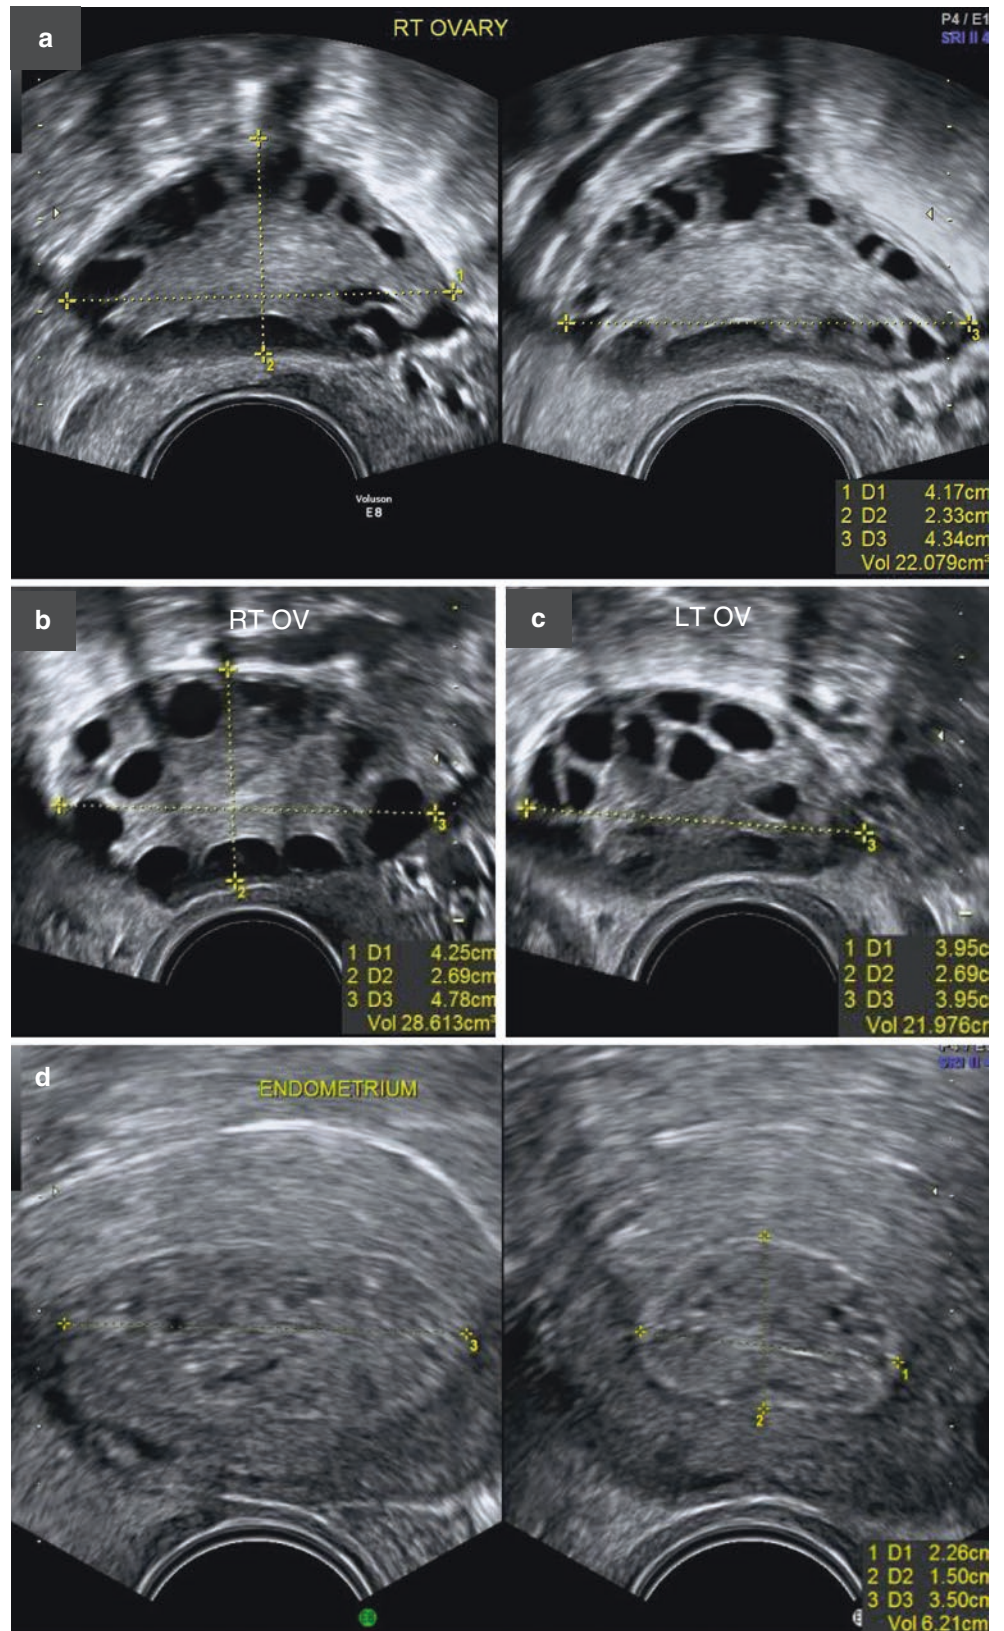 a
RT OVARY
P4 / E1
SRI II 4
1
2
3
Voluson
E8
1 D1 4.17cm
2 D2 2.33cm
3 D3 4.34cm
Vol 22.079cm³
b
RT OV
2
3
1 D1 4.25cm
2 D2 2.69cm
3 D3 4.78cm
Vol 28.613cm³
c
LT OV
3
1 D1 3.95c
2 D2 2.69c
3 D3 3.95c
Vol 21.976cr
d
ENDOMETRIUM
SRI II
3
1
2
E8
1 D1 2.26cm
2 D2 1.50cm
3 D3 3.50cm
Vol 6.21cm